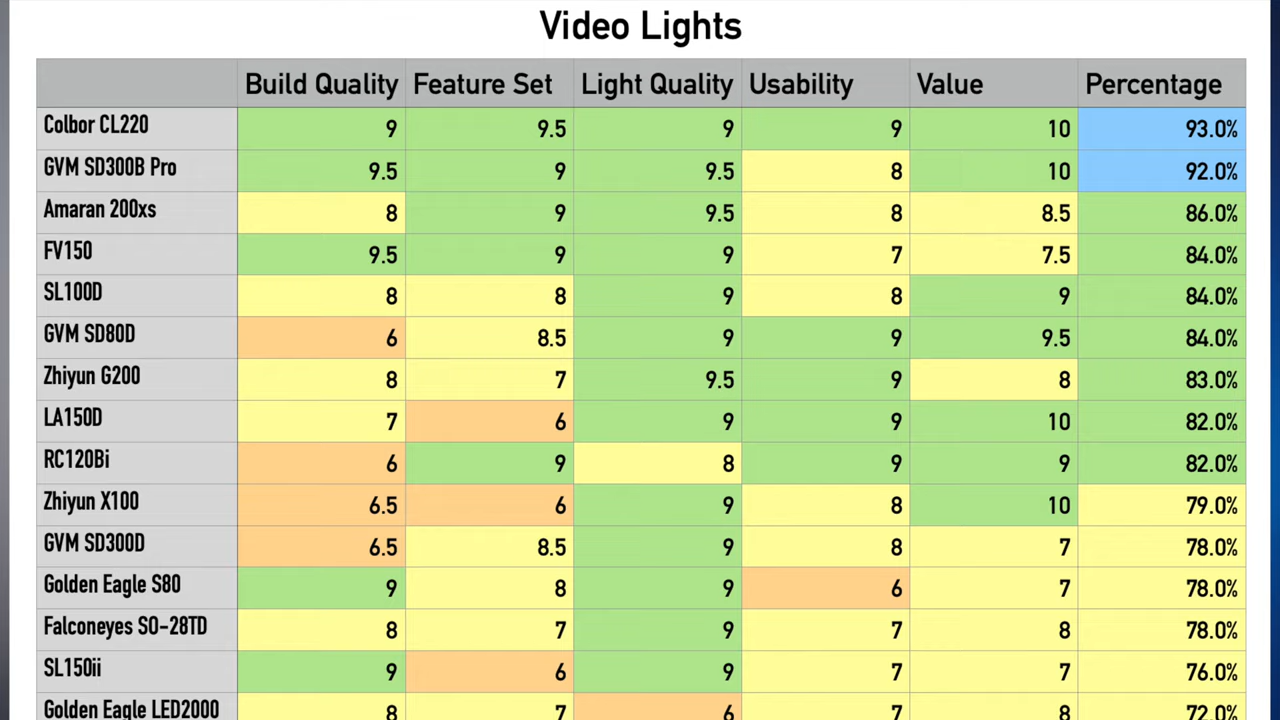 Video Lights
Build Quality Feature Set Light Quality Usability Value Percentage
Colbor CL220 9 9.5 9 9 10 93.0%
GVM SD300B Pro 9.5 9 9.5 8 10 92.0%
Amaran 200xs 8 9 9.5 8 8.5 86.0%
FV150 9.5 9 9 7 7.5 84.0%
SL100D 8 8 9 8 9 84.0%
GVM SD80D 6 8.5 9 9 9.5 84.0%
Zhiyun G200 8 7 9.5 9 8 83.0%
LA150D 7 6 9 9 10 82.0%
RC120Bi 6 9 8 9 9 82.0%
Zhiyun X100 6.5 6 9 8 10 79.0%
GVM SD300D 6.5 8.5 9 8 7 78.0%
Golden Eagle S80 9 8 9 6 7 78.0%
Falconeyes SO-28TD 8 7 9 7 8 78.0%
SL150ii 9 6 9 7 7 76.0%
Golden Eagle LED2000 8 7 6 7 8 72.0%